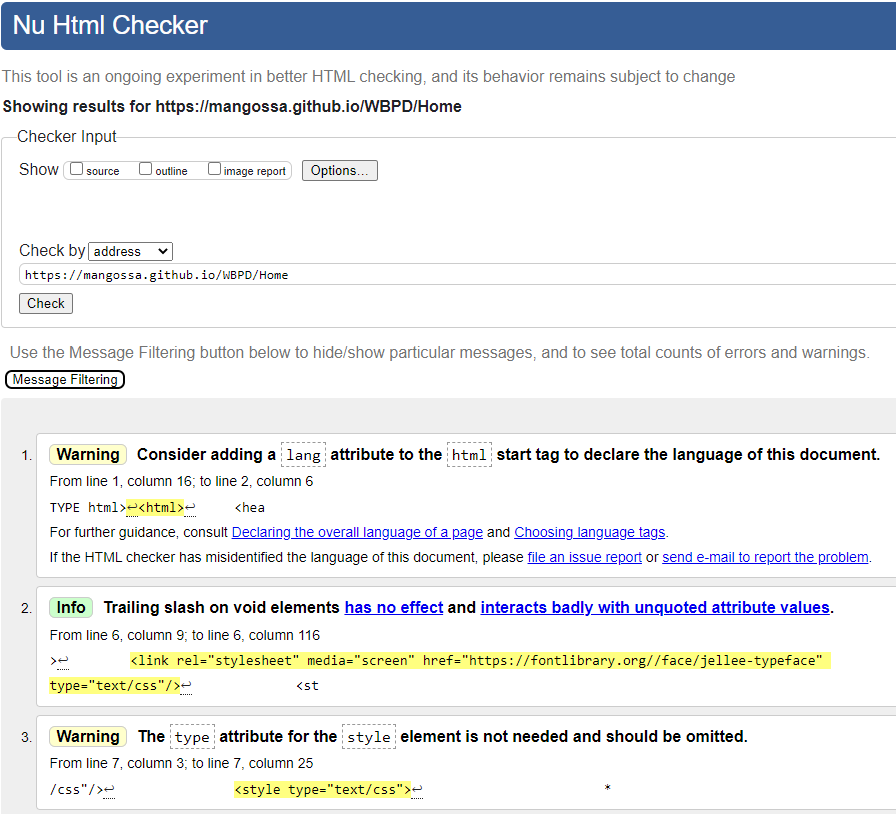 Nu Html Checker
This tool is an ongoing experiment in better HTML checking, and its behavior remains subject to change
Showing results for https://mangossa.github.io/WBPD/Home
Checker Input
Show source outline image report Options...
Check by address
https://mangossa.github.io/WBPD/Home
Check
Use the Message Filtering button below to hide/show particular messages, and to see total counts of errors and warnings.
Message Filtering
1. Warning Consider adding a lang attribute to the html start tag to declare the language of this document.
From line 1, column 16; to line 2, column 6
TYPE html>↩<html>↩ <hea
For further guidance, consult Declaring the overall language of a page and Choosing language tags.
If the HTML checker has misidentified the language of this document, please file an issue report or send e-mail to report the problem.
2. Info Trailing slash on void elements has no effect and interacts badly with unquoted attribute values.
From line 6, column 9; to line 6, column 116
>↩ <link rel="stylesheet" media="screen" href="https://fontlibrary.org//face/jellee-typeface"
type="text/css"/>↩ <st
3. Warning The type attribute for the style element is not needed and should be omitted.
From line 7, column 3; to line 7, column 25
/css"/>↩ <style type="text/css">↩ *